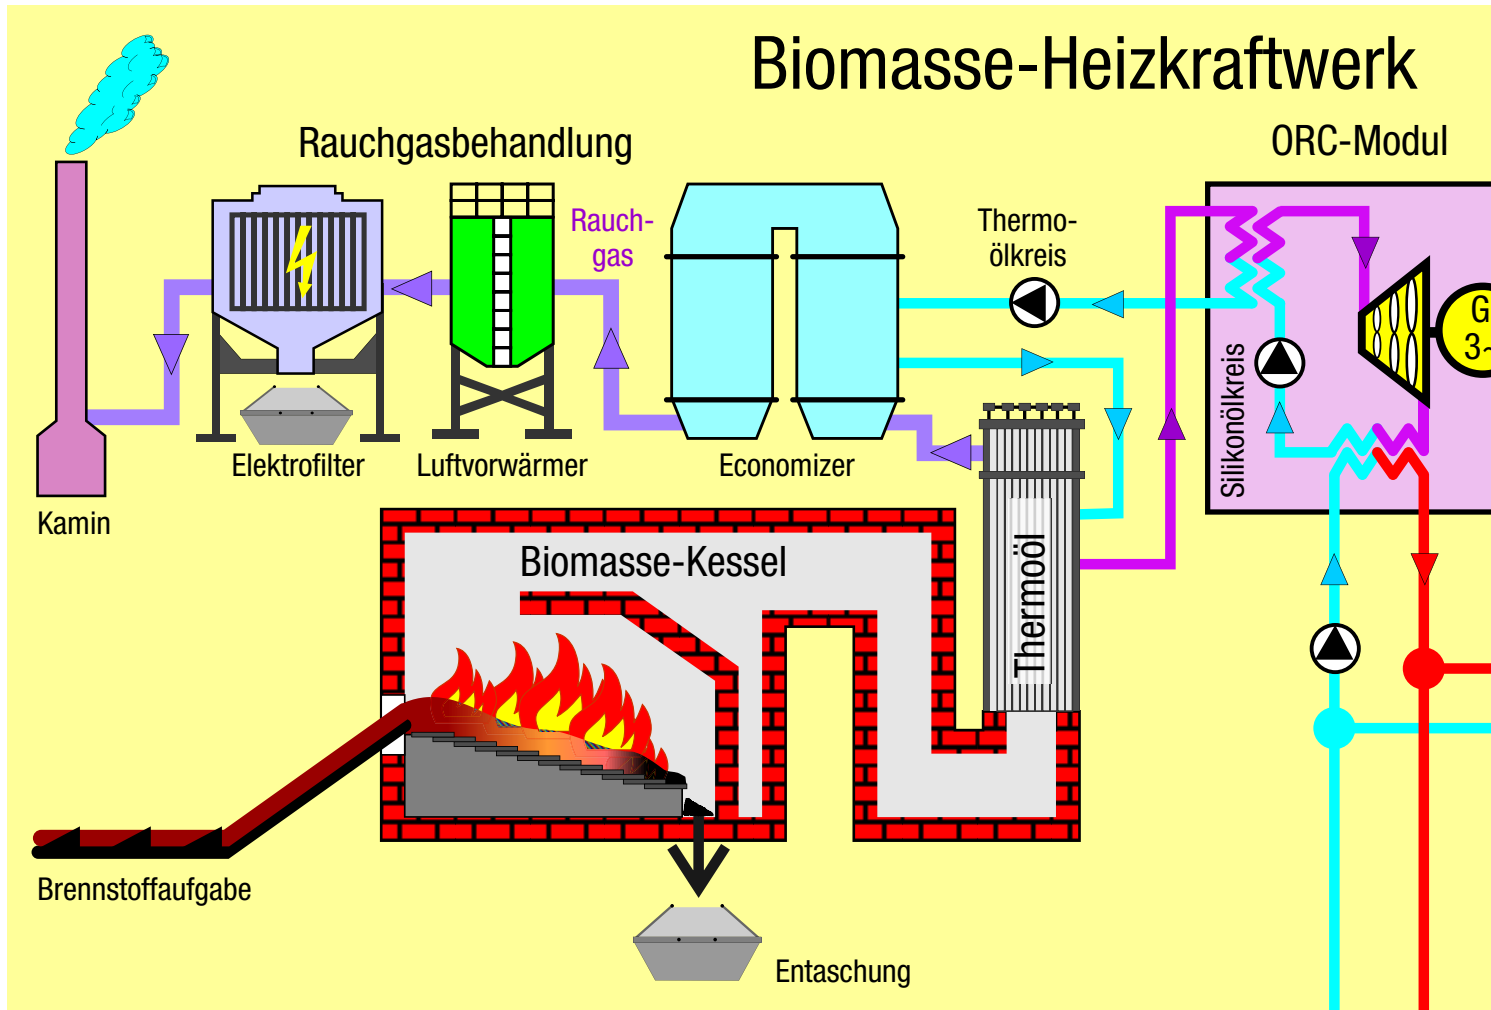 Biomasse-Heizkraftwerk
Rauchgasbehandlung
ORC-Modul
Rauch-
gas
Thermo-
ölkreis
G
3~
Silikonölkreis
Elektrofilter
Luftvorwärmer
Economizer
Kamin
Biomasse-Kessel
Thermoöl
Brennstoffaufgabe
Entaschung